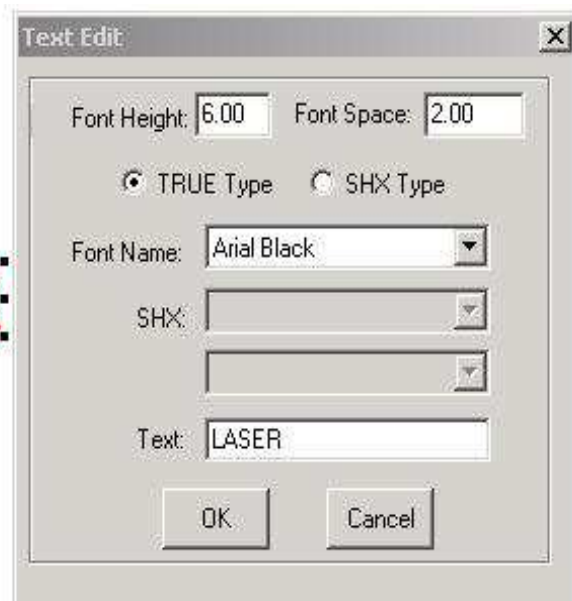 Text Edit
Font Height: 6.00 Font Space: 2.00
TRUE Type SHX Type
Font Name: Arial Black
SHX:
Text: LASER
OK Cancel